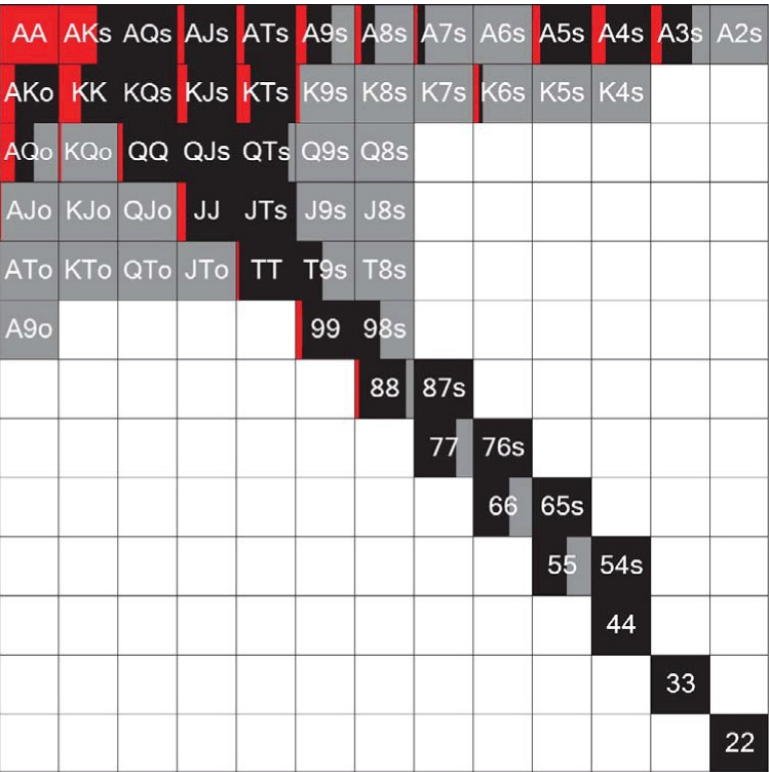 AA AKs AQs AJs ATs A9s A8s A7s A6s A5s A4s A3s A2s
AKo KK KQs KJs KTs K9s K8s K7s K6s K5s K4s
AQo KQo QQ QJs QTs Q9s Q8s
AJo KJo QJo JJ JTs J9s J8s
ATo KTo QTo JTo TT T9s T8s
A9o 99 98s
88 87s
77 76s
66 65s
55 54s
44
33
22